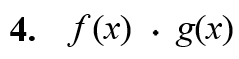 4. f(x) · g(x)